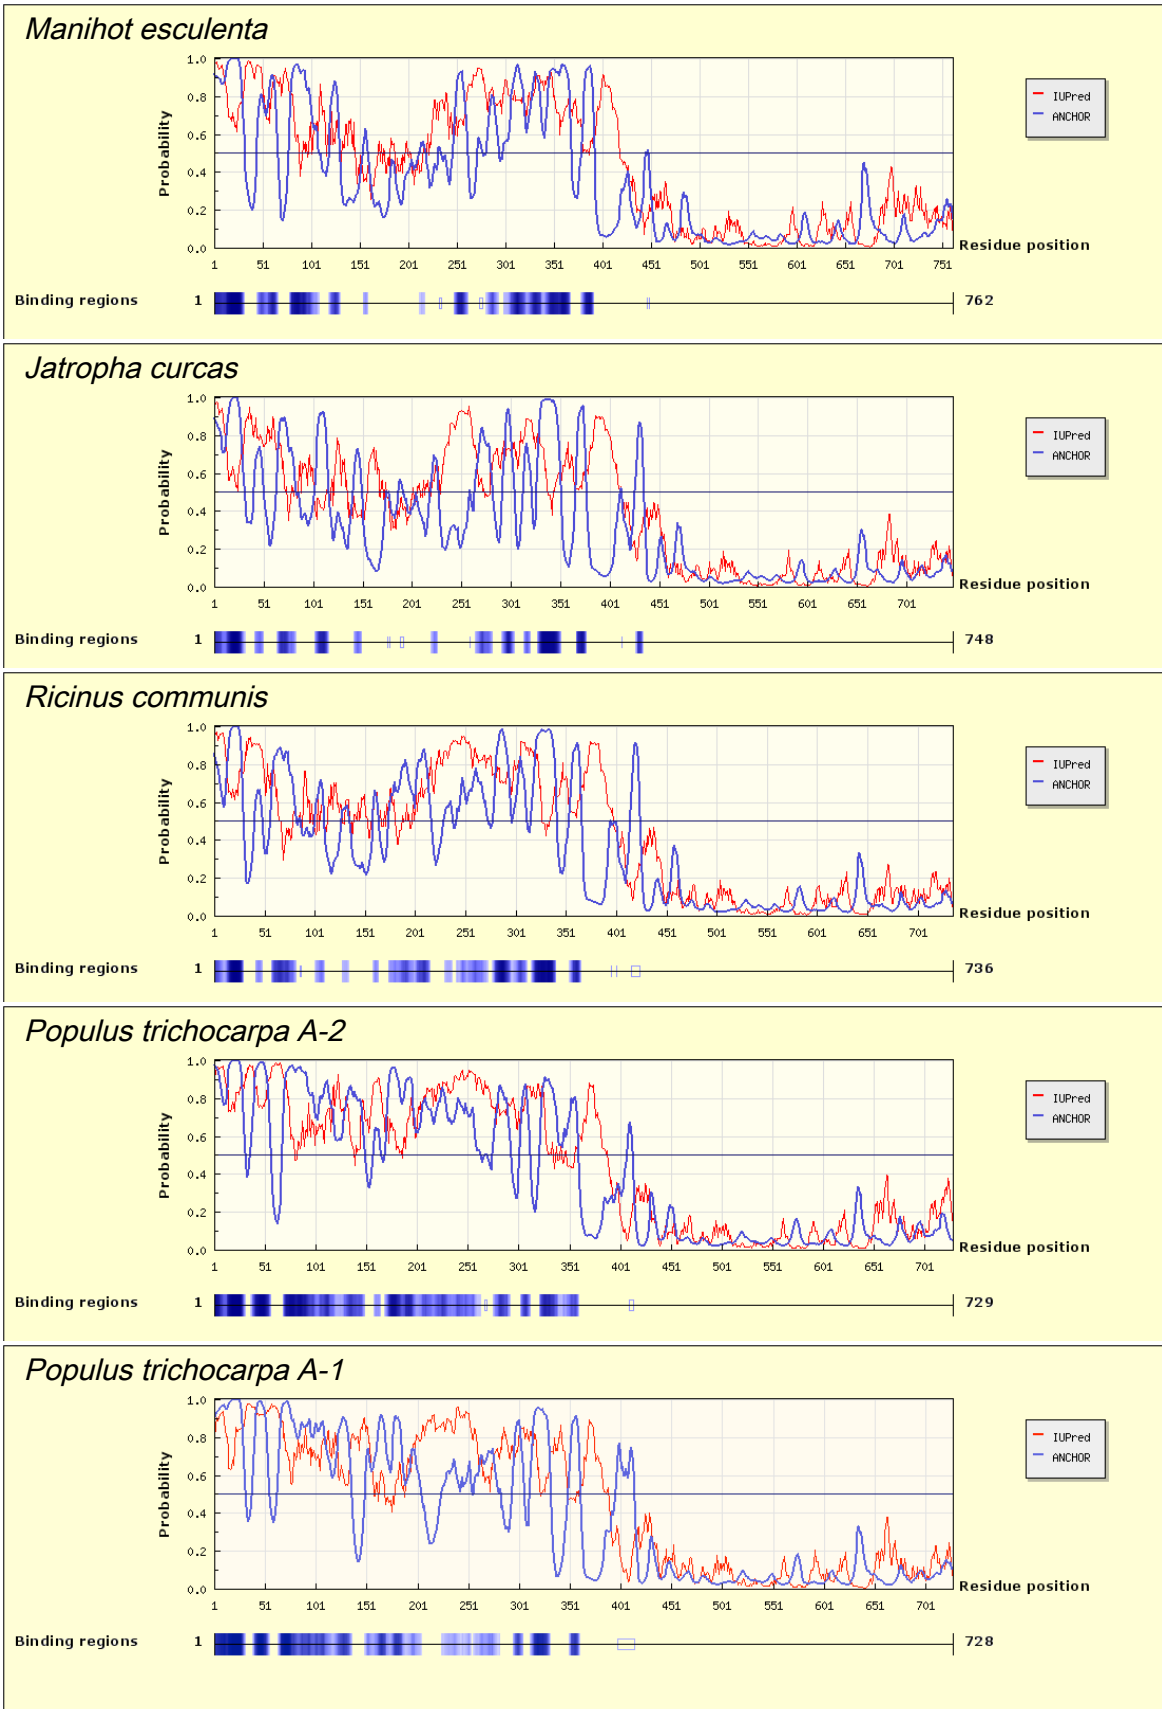 Manihot esculenta
1.0
0.8
0.6
0.4
0.2
0.0
Probability
IUPred
ANCHOR
1 51 101 151 201 251 301 351 401 451 501 551 601 651 701 751
Residue position
Binding regions 1 762
Jatropha curcas
1.0
0.8
0.6
0.4
0.2
0.0
Probability
IUPred
ANCHOR
1 51 101 151 201 251 301 351 401 451 501 551 601 651 701
Residue position
Binding regions 1 748
Ricinus communis
1.0
0.8
0.6
0.4
0.2
0.0
Probability
IUPred
ANCHOR
1 51 101 151 201 251 301 351 401 451 501 551 601 651 701
Residue position
Binding regions 1 736
Populus trichocarpa A-2
1.0
0.8
0.6
0.4
0.2
0.0
Probability
IUPred
ANCHOR
1 51 101 151 201 251 301 351 401 451 501 551 601 651 701
Residue position
Binding regions 1 729
Populus trichocarpa A-1
1.0
0.8
0.6
0.4
0.2
0.0
Probability
IUPred
ANCHOR
1 51 101 151 201 251 301 351 401 451 501 551 601 651 701
Residue position
Binding regions 1 728